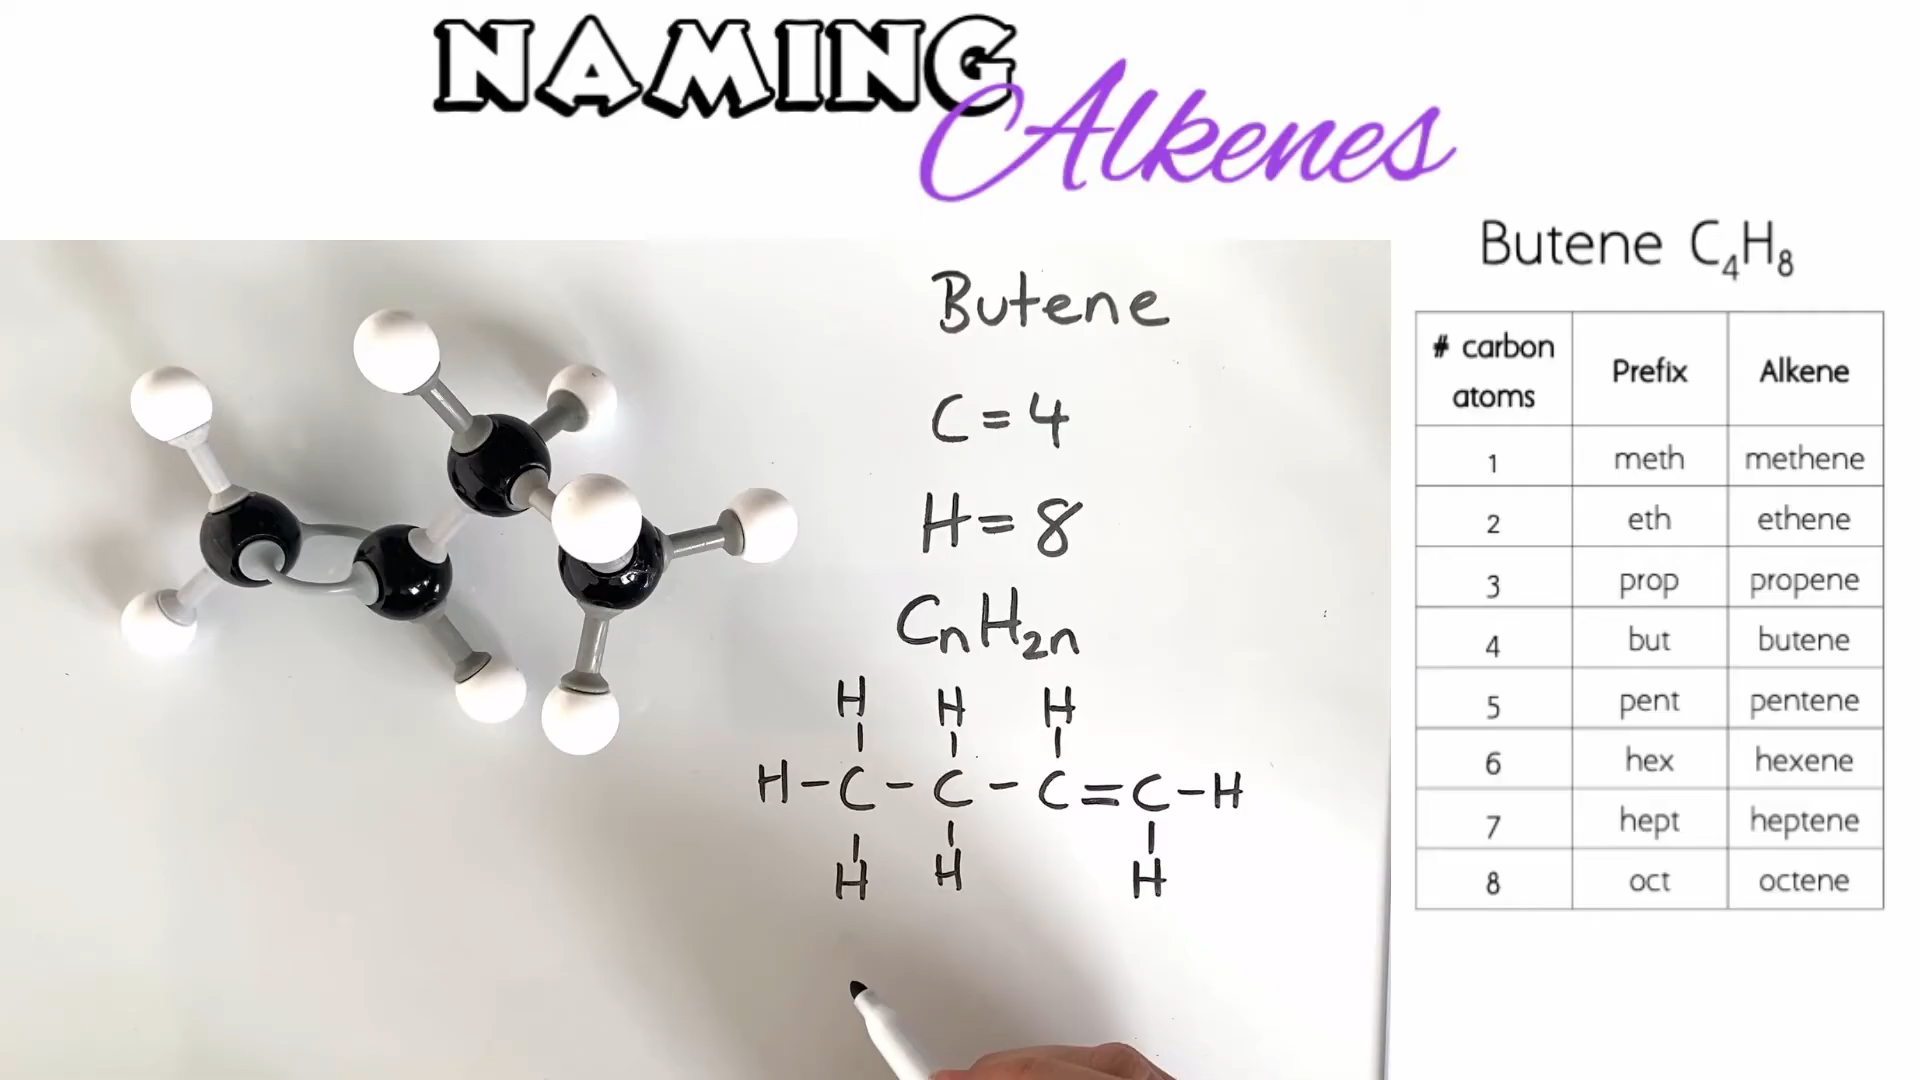 NAMING
Alkenes
Butene C₄H₈
Butene
C = 4
H = 8
CnH2n
H H H
H-C-C-C=C-H
H H H
# carbon atoms Prefix Alkene
1 meth methene
2 eth ethene
3 prop propene
4 but butene
5 pent pentene
6 hex hexene
7 hept heptene
8 oct octene